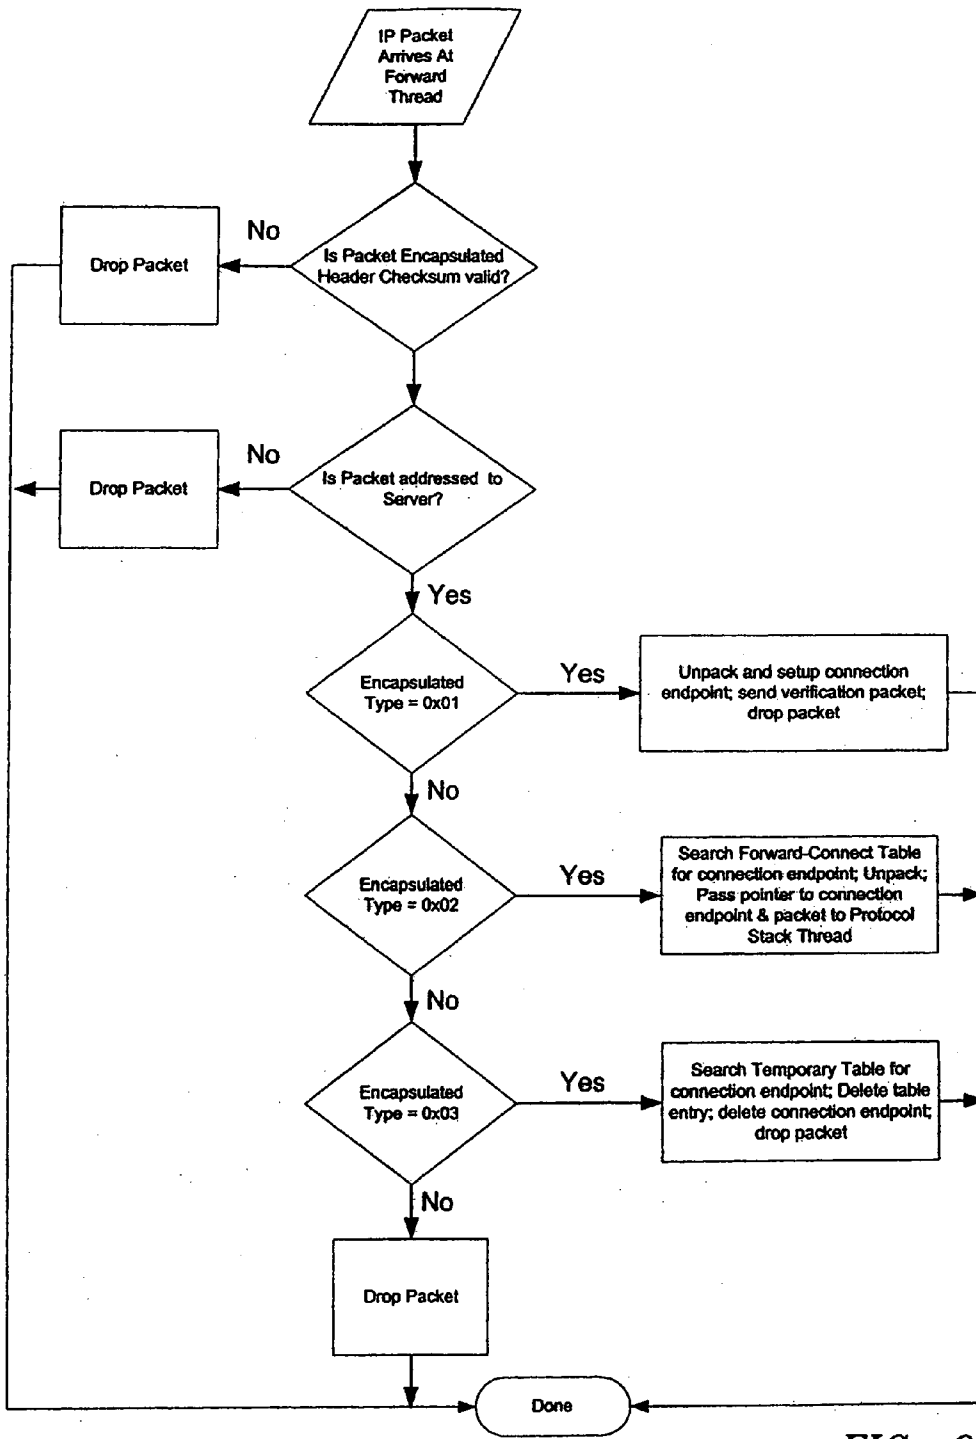 IP Packet
Arrives At
Forward
Thread
No
Drop Packet
Is Packet Encapsulated
Header Checksum valid?
No
Drop Packet
Is Packet addressed to
Server?
Yes
Encapsulated
Type = 0x01
Yes
Unpack and setup connection
endpoint; send verification packet;
drop packet
No
Encapsulated
Type = 0x02
Yes
Search Forward-Connect Table
for connection endpoint; Unpack;
Pass pointer to connection
endpoint & packet to Protocol
Stack Thread
No
Encapsulated
Type = 0x03
Yes
Search Temporary Table for
connection endpoint; Delete table
entry; delete connection endpoint;
drop packet
No
Drop Packet
Done